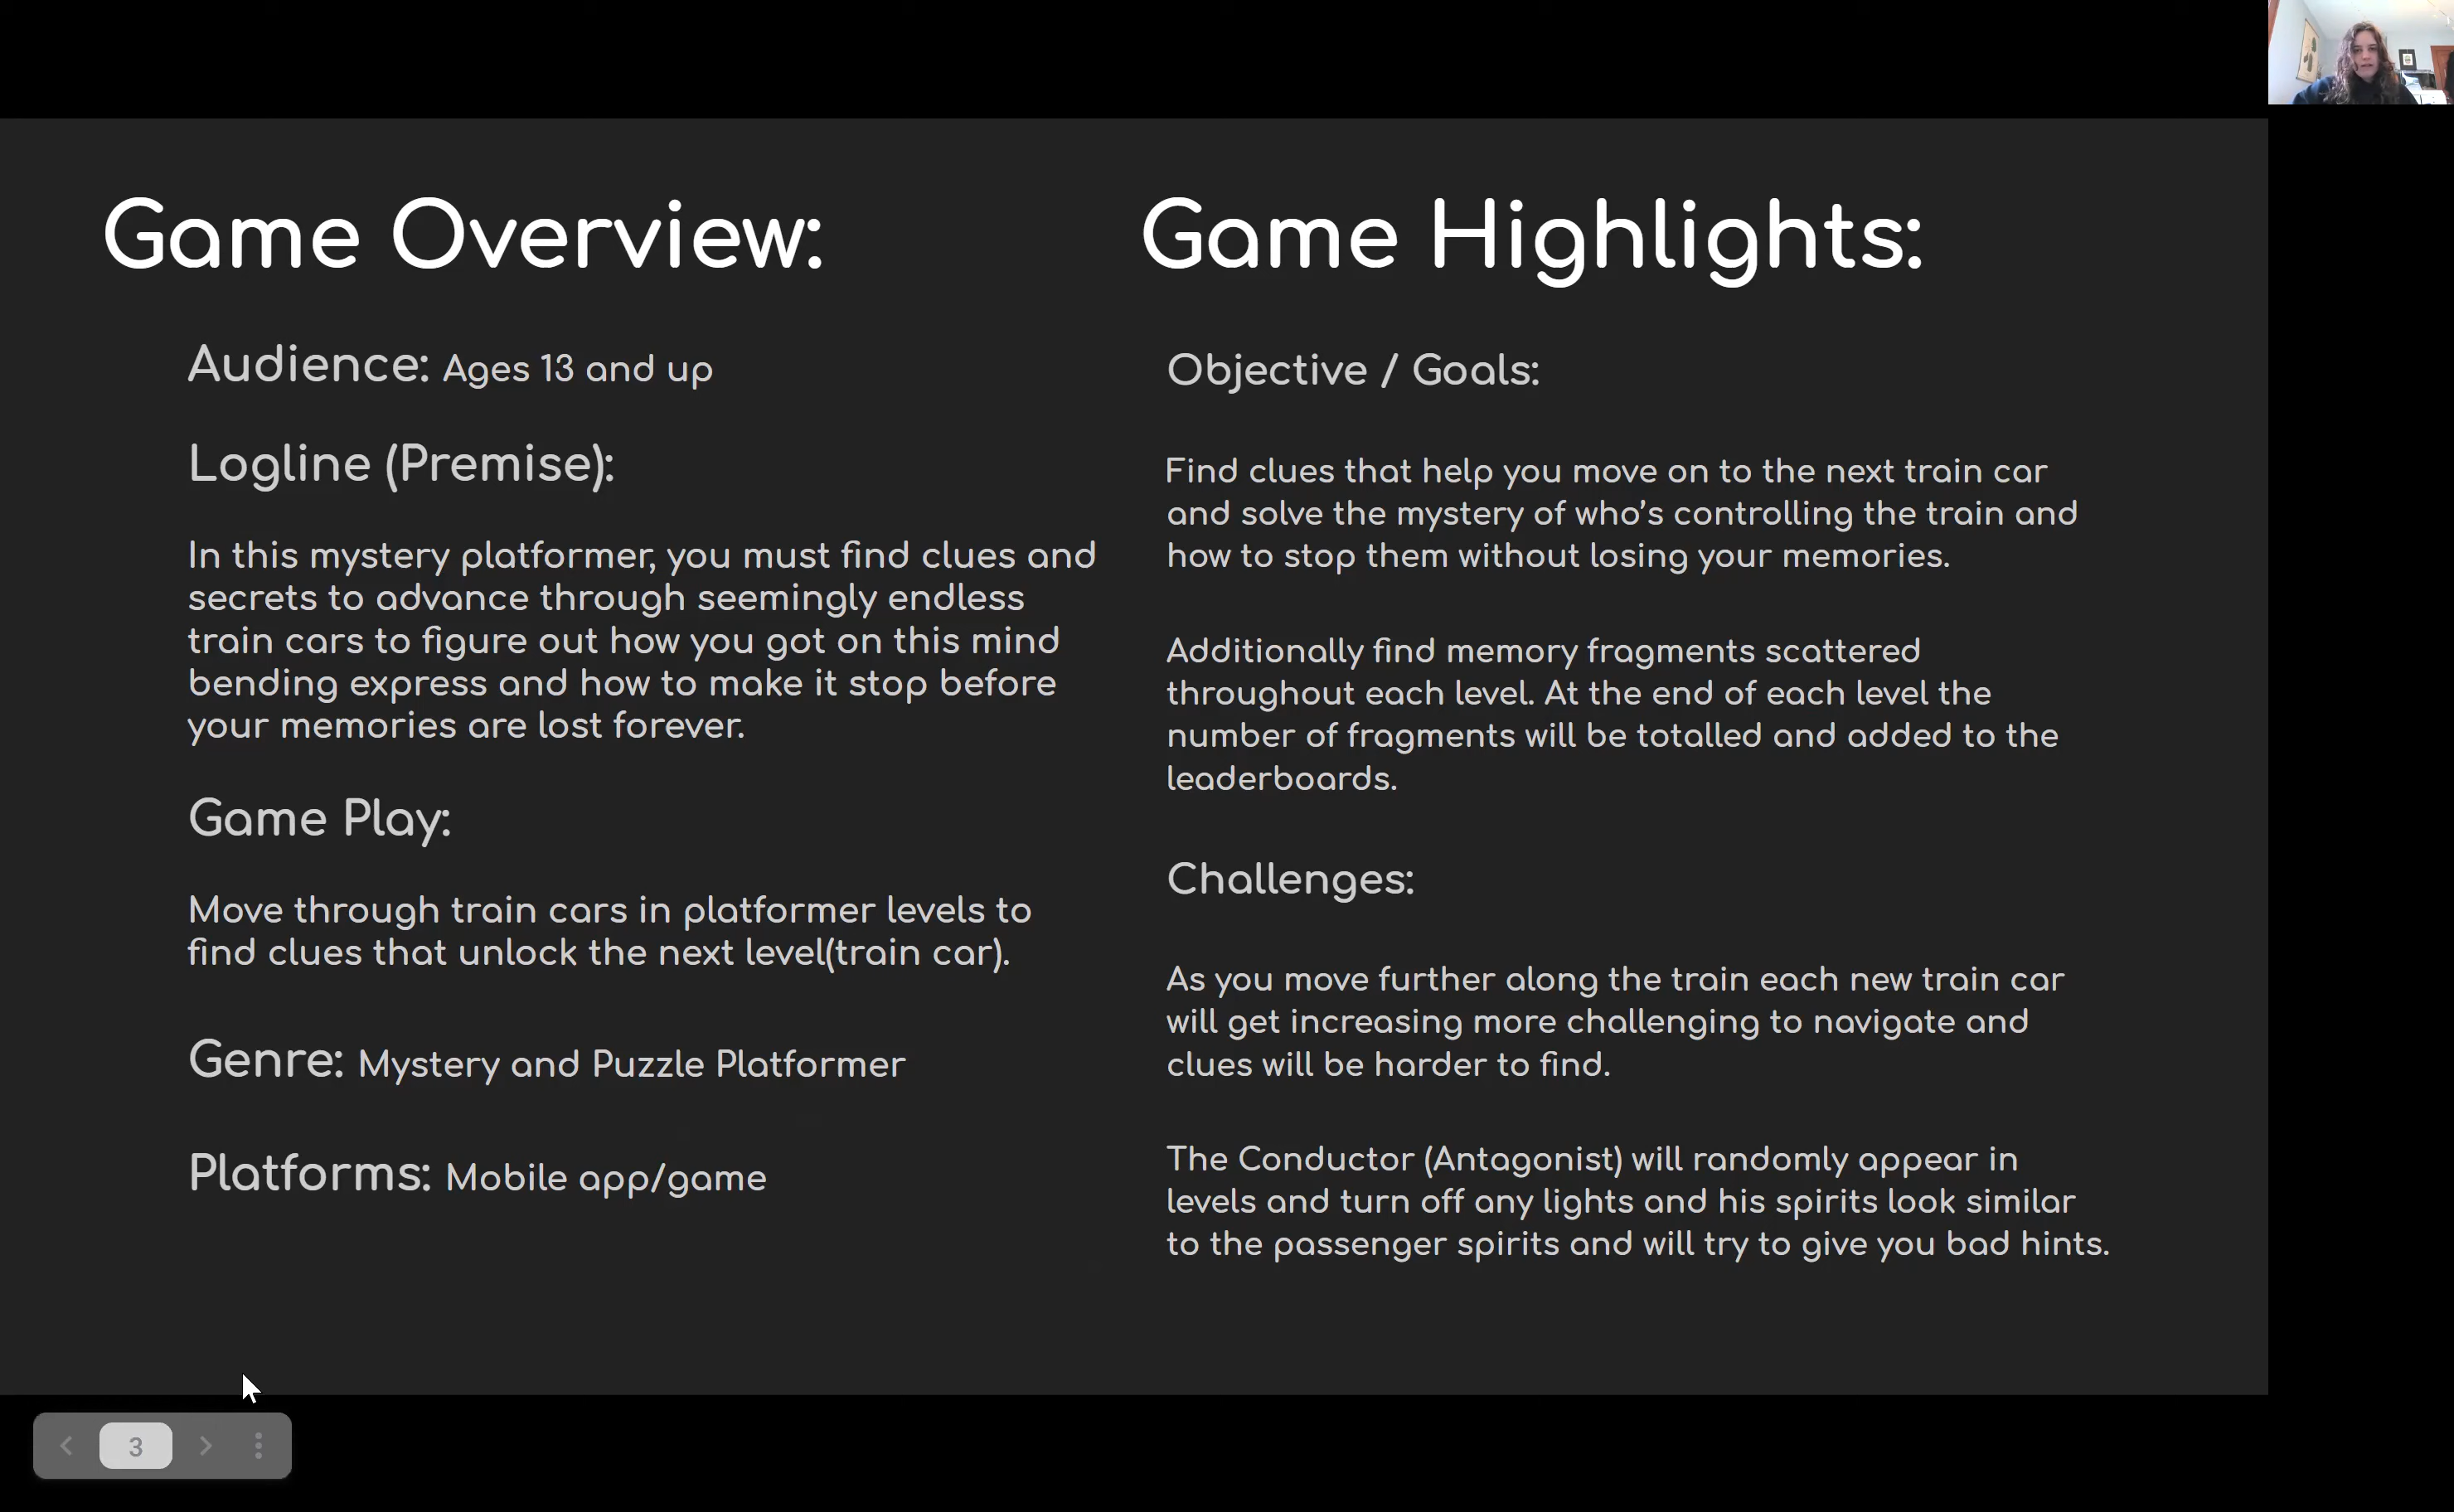 Game Overview:
Audience: Ages 13 and up
Logline (Premise):
In this mystery platformer, you must find clues and
secrets to advance through seemingly endless
train cars to figure out how you got on this mind
bending express and how to make it stop before
your memories are lost forever.
Game Play:
Move through train cars in platformer levels to
find clues that unlock the next level(train car).
Genre: Mystery and Puzzle Platformer
Platforms: Mobile app/game
Game Highlights:
Objective / Goals:
Find clues that help you move on to the next train car
and solve the mystery of who’s controlling the train and
how to stop them without losing your memories.
Additionally find memory fragments scattered
throughout each level. At the end of each level the
number of fragments will be totalled and added to the
leaderboards.
Challenges:
As you move further along the train each new train car
will get increasing more challenging to navigate and
clues will be harder to find.
The Conductor (Antagonist) will randomly appear in
levels and turn off any lights and his spirits look similar
to the passenger spirits and will try to give you bad hints.
3